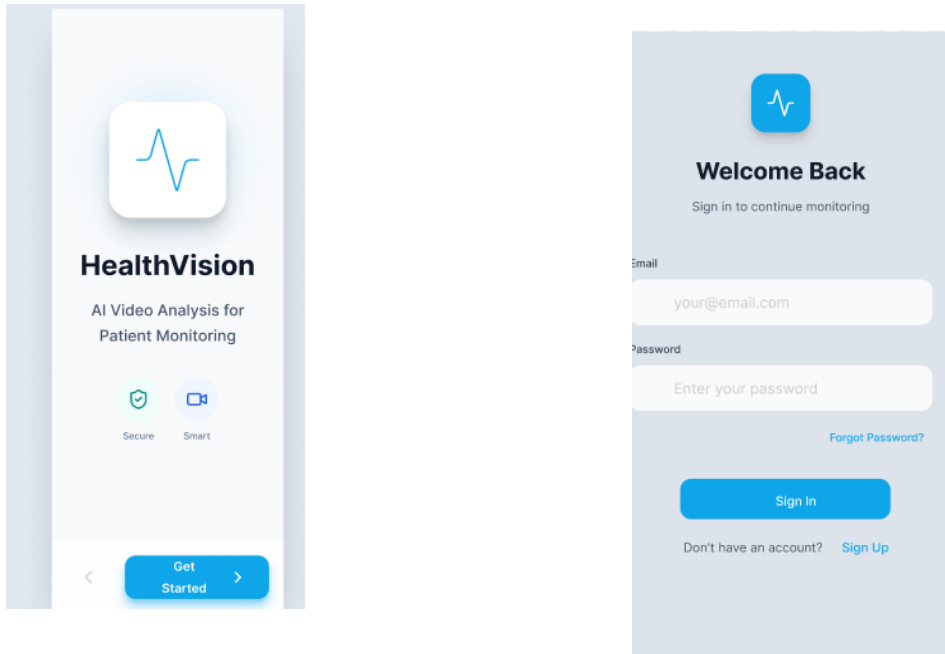 HealthVision
AI Video Analysis for
Patient Monitoring
Secure
Smart
Get
Started
Welcome Back
Sign in to continue monitoring
Email
your@email.com
Password
Enter your password
Forgot Password?
Sign In
Don't have an account? Sign Up